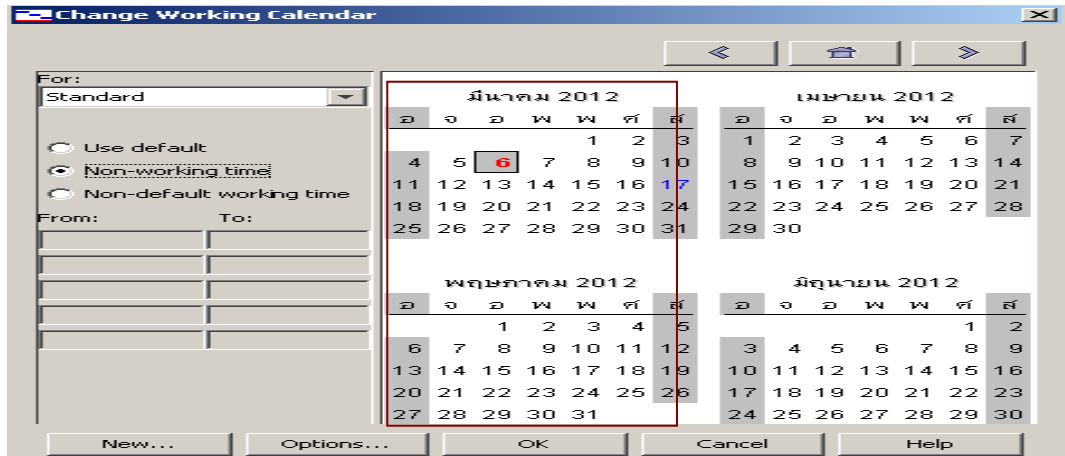 Change Working Calendar
For:
Standard
Use default
Non-working time
Non-default working time
From: To:
มีนาคม 2012
อ จ อ พ พ ศ ส
1 2 3
4 5 6 7 8 9 10
11 12 13 14 15 16 17
18 19 20 21 22 23 24
25 26 27 28 29 30 31
เมษายน 2012
อ จ อ พ พ ศ ส
1 2 3 4 5 6 7
8 9 10 11 12 13 14
15 16 17 18 19 20 21
22 23 24 25 26 27 28
29 30
พฤษภาคม 2012
อ จ อ พ พ ศ ส
1 2 3 4 5
6 7 8 9 10 11 12
13 14 15 16 17 18 19
20 21 22 23 24 25 26
27 28 29 30 31
มิถุนายน 2012
อ จ อ พ พ ศ ส
1 2
3 4 5 6 7 8 9
10 11 12 13 14 15 16
17 18 19 20 21 22 23
24 25 26 27 28 29 30
New... Options... OK Cancel Help